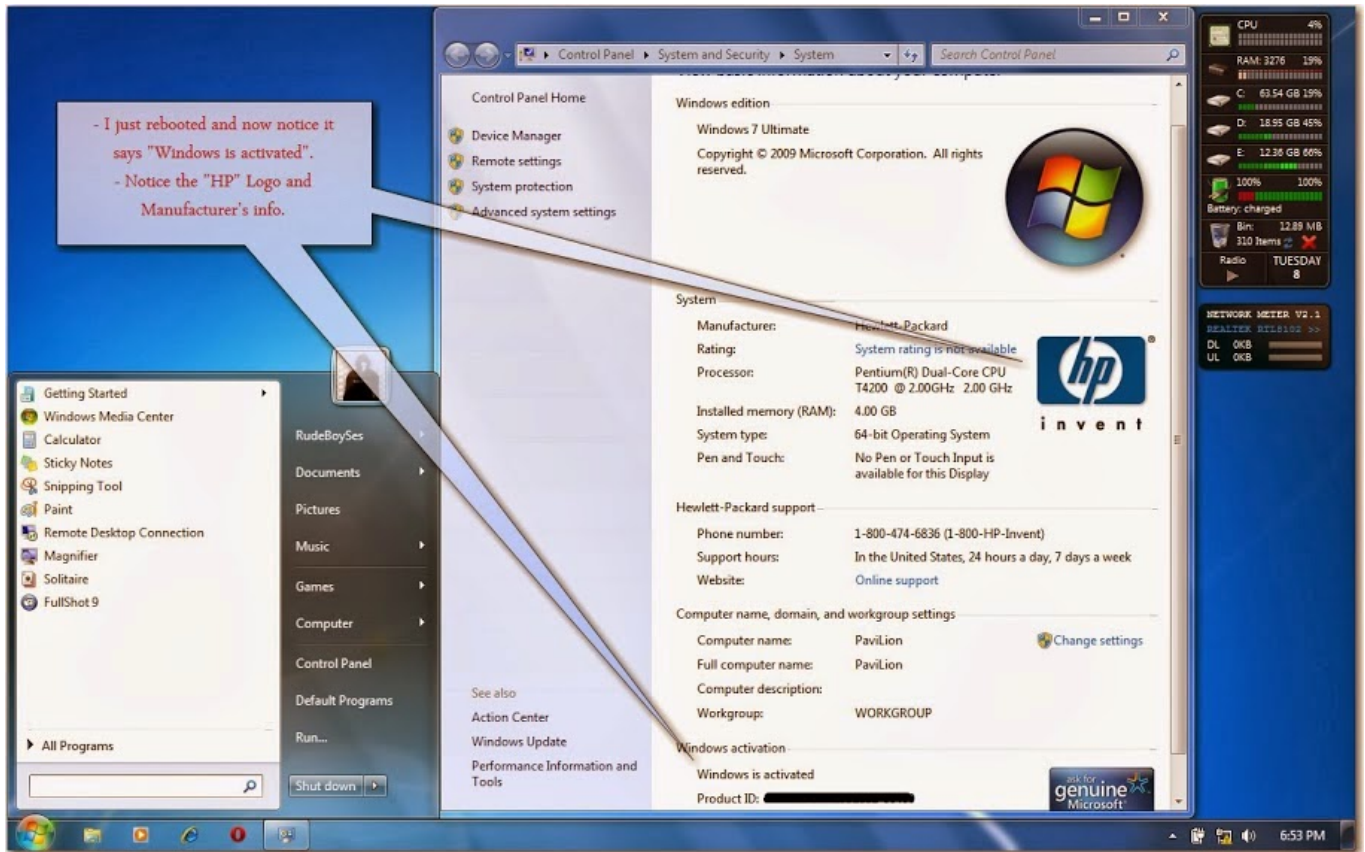 - I just rebooted and now notice it
says "Windows is activated".
- Notice the "HP" Logo and
Manufacturer's info.
Getting Started
Windows Media Center
Calculator
Sticky Notes
Snipping Tool
Paint
Remote Desktop Connection
Magnifier
Solitaire
FullShot 9
All Programs
RudeBoySes
Documents
Pictures
Music
Games
Computer
Control Panel
Default Programs
Run...
Shut down
Control Panel System and Security System
Search Control Panel
Control Panel Home
Device Manager
Remote settings
System protection
Advanced system settings
See also
Action Center
Windows Update
Performance Information and
Tools
Windows edition
Windows 7 Ultimate
Copyright © 2009 Microsoft Corporation. All rights
reserved.
System
Manufacturer: Hewlett-Packard
Rating: System rating is not available
Processor: Pentium(R) Dual-Core CPU
T4200 @ 2.00GHz 2.00 GHz
Installed memory (RAM): 4.00 GB
System type: 64-bit Operating System
Pen and Touch: No Pen or Touch Input is
available for this Display
hp
®
invent
Hewlett-Packard support
Phone number: 1-800-474-6836 (1-800-HP-Invent)
Support hours: In the United States, 24 hours a day, 7 days a week
Website: Online support
Computer name, domain, and workgroup settings
Computer name: PaviLion
Change settings
Full computer name: PaviLion
Computer description:
Workgroup: WORKGROUP
Windows activation
Windows is activated
Product ID:
ask for
genuine
Microsoft
CPU 4%
RAM: 3276 19%
C: 63.54 GB 19%
D: 18.95 GB 45%
E: 12.36 GB 66%
100% 100%
Battery: charged
Bin: 12.89 MB
310 Items
Radio TUESDAY
8
NETWORK METER V2.1
REALTEK RTL8102 >>
DL 0KB
UL 0KB
6:53 PM